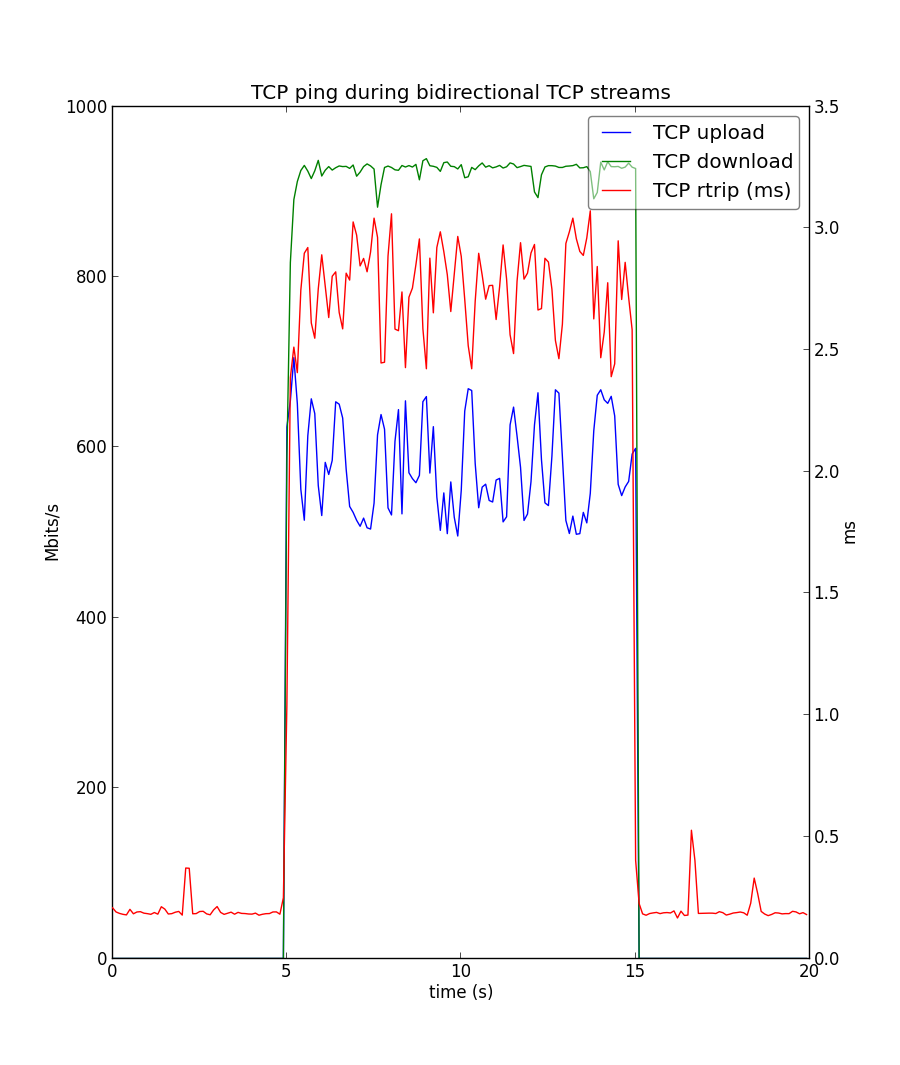 TCP ping during bidirectional TCP streams
1000
800
600
400
200
0
Mbits/s
3.5
3.0
2.5
2.0
1.5
1.0
0.5
0.0
ms
TCP upload
TCP download
TCP rtrip (ms)
0 5 10 15 20
time (s)